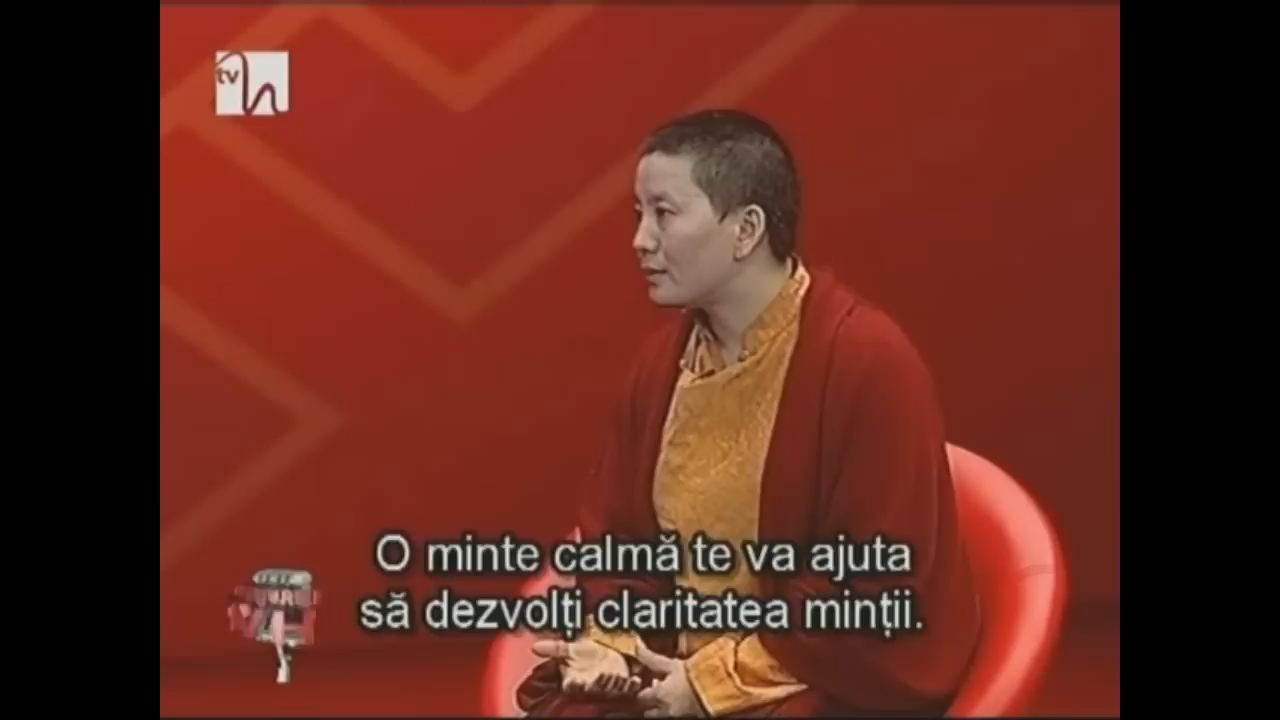 tv h
O minte calmă te va ajuta
să dezvolți claritatea minții.